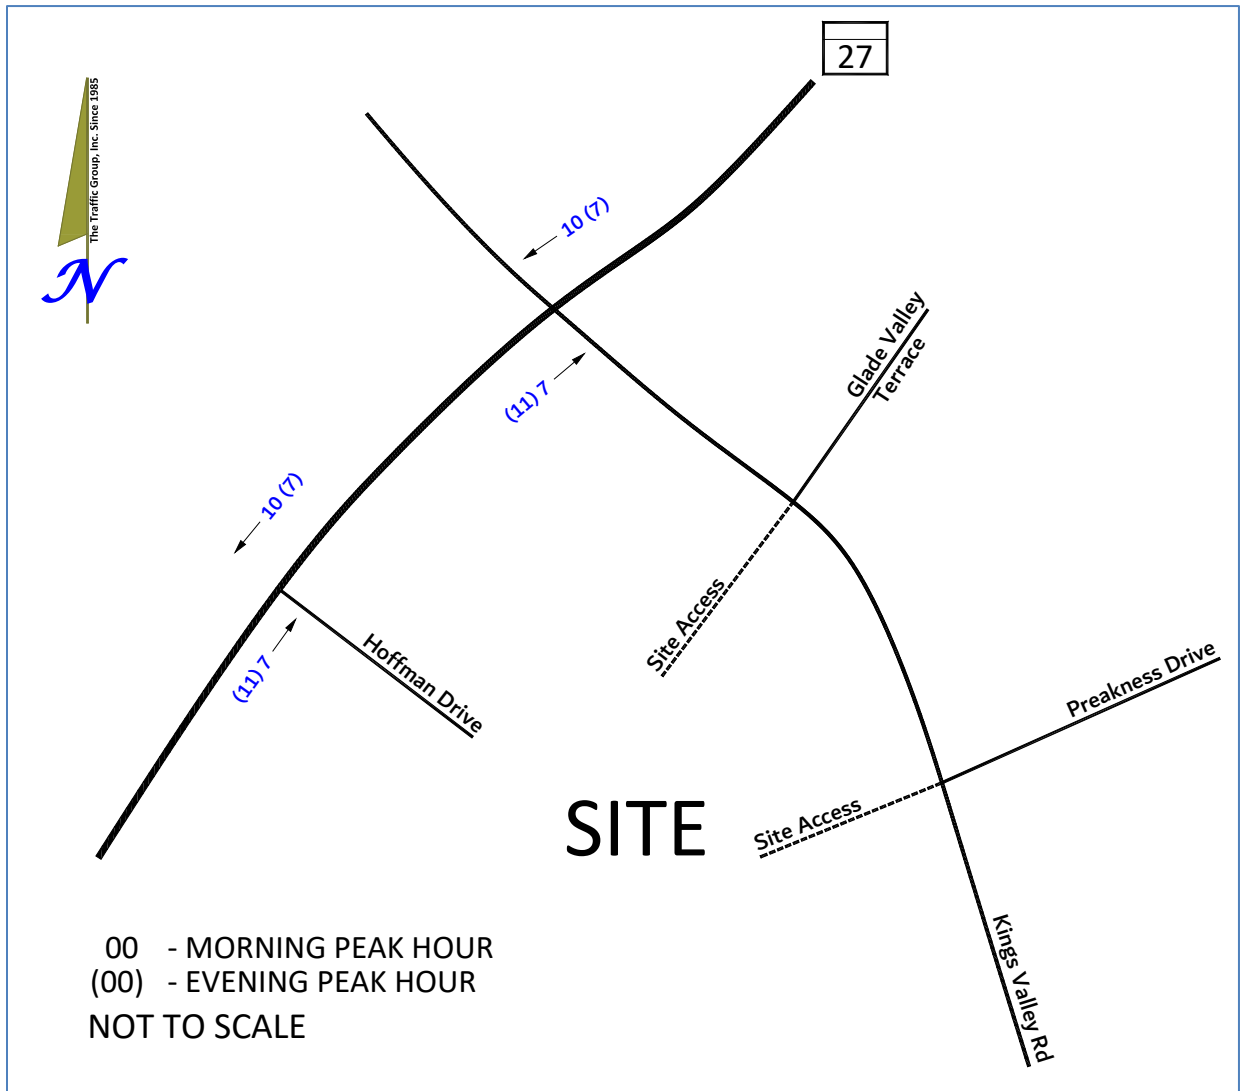 27
The Traffic Group, Inc. Since 1985
N
10 (7)
(11) 7
Glade Valley
Terrace
10 (7)
Site Access
(11) 7
Hoffman Drive
Preakness Drive
SITE
Site Access
Kings Valley Rd
00 - MORNING PEAK HOUR
(00) - EVENING PEAK HOUR
NOT TO SCALE